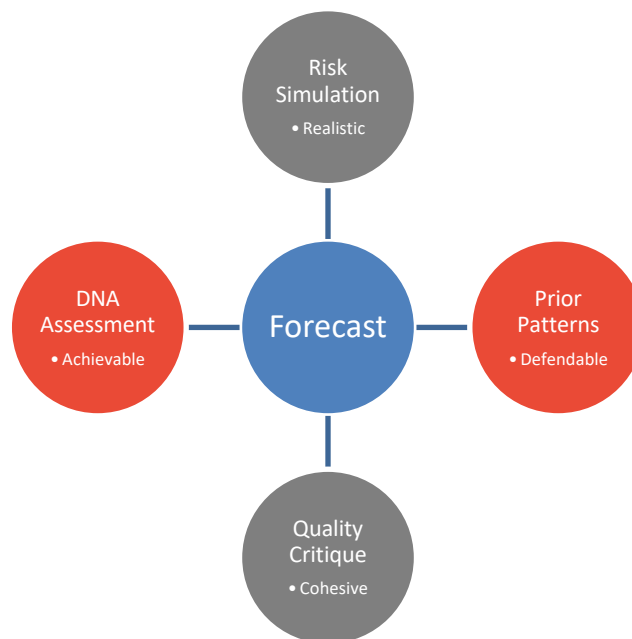 Risk
Simulation
• Realistic
DNA
Assessment
• Achievable
Forecast
Prior
Patterns
• Defendable
Quality
Critique
• Cohesive